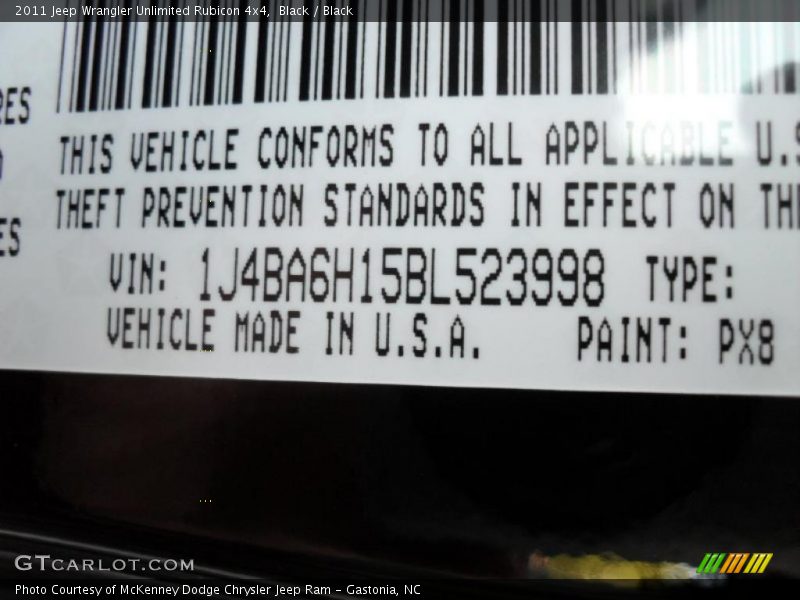 2011 Jeep Wrangler Unlimited Rubicon 4x4, Black / Black
RES
THIS VEHICLE CONFORMS TO ALL APPLICABLE U.S
THEFT PREVENTION STANDARDS IN EFFECT ON TH
ES
VIN: 1J4BA6H15BL523998 TYPE:
VEHICLE MADE IN U.S.A. PAINT: PX8
GTCARLOT.COM
Photo Courtesy of McKenney Dodge Chrysler Jeep Ram - Gastonia, NC